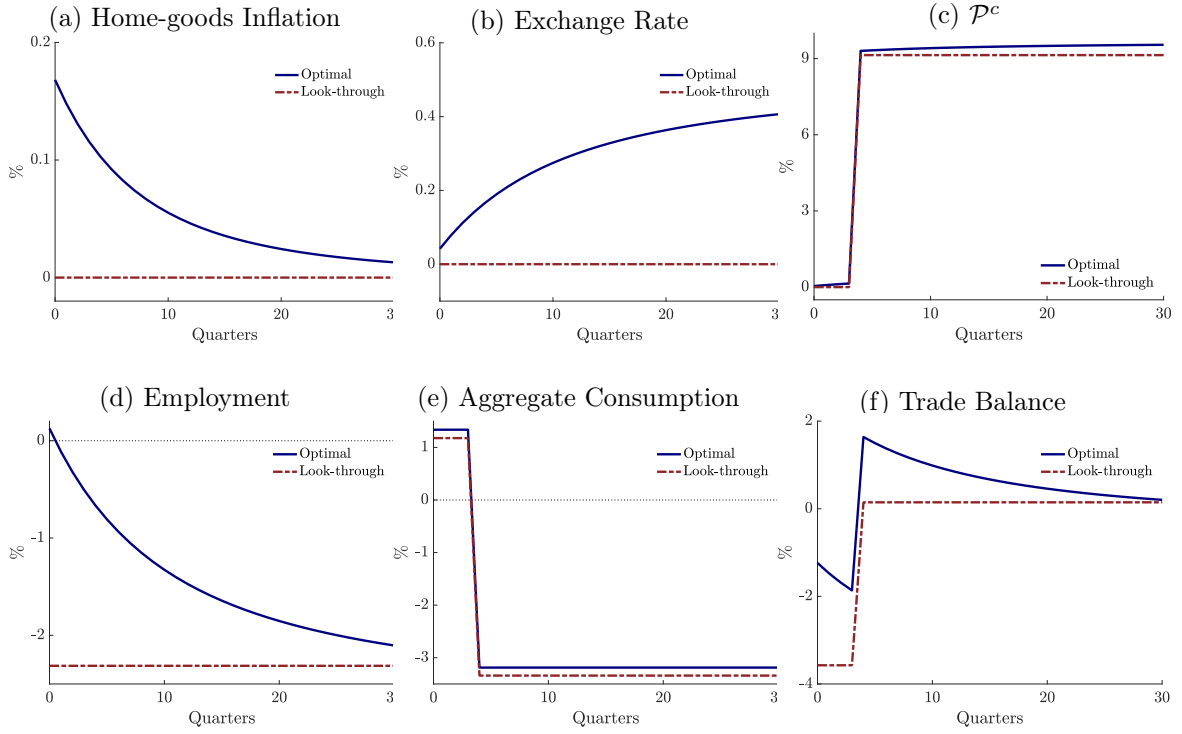 (a) Home-goods Inflation
0.2
0.1
0
%
Optimal
Look-through
0
10
20
3
Quarters
(b) Exchange Rate
0.6
0.4
0.2
0
%
Optimal
Look-through
0
10
20
3
Quarters
(c) 𝒫ᶜ
9
6
3
0
%
Optimal
Look-through
0
10
20
30
Quarters
(d) Employment
0
-1
-2
%
Optimal
Look-through
0
10
20
3
Quarters
(e) Aggregate Consumption
1
0
-1
-2
-3
%
Optimal
Look-through
0
10
20
3
Quarters
(f) Trade Balance
2
0
-2
-4
%
Optimal
Look-through
0
10
20
30
Quarters